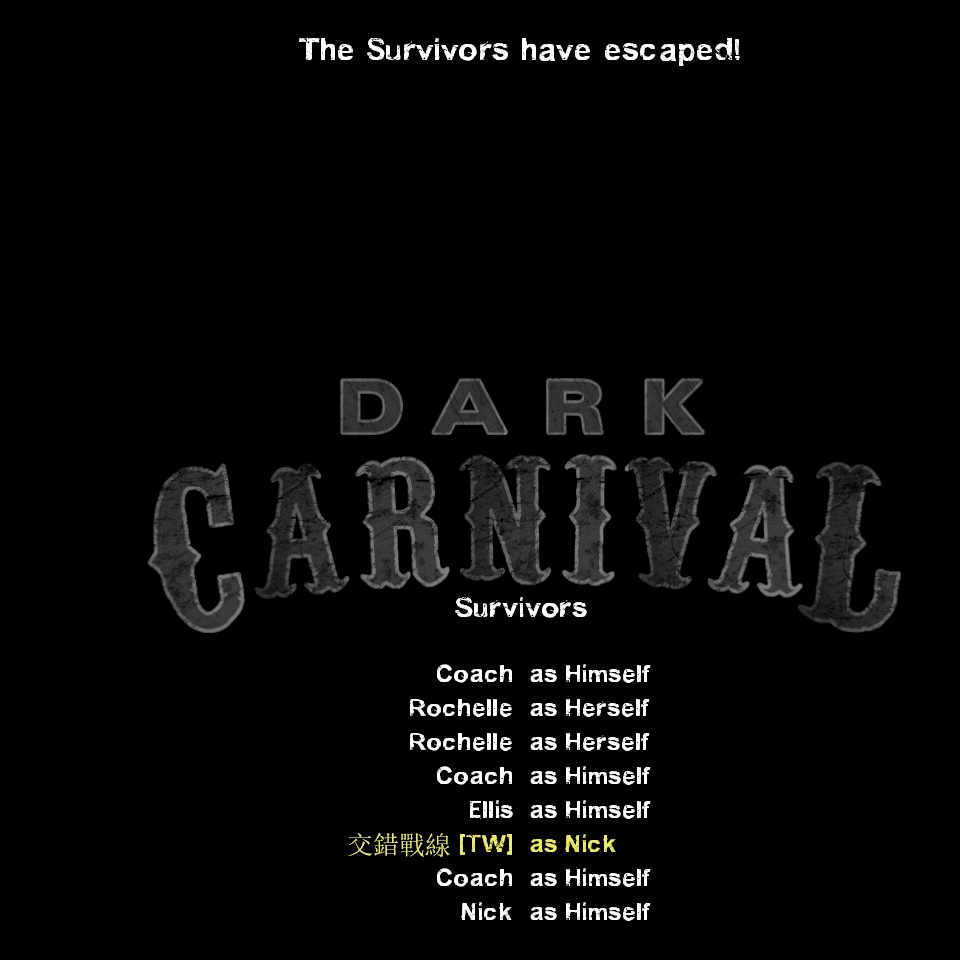 The Survivors have escaped!
DARK
CARNIVAL
Survivors
Coach as Himself
Rochelle as Herself
Rochelle as Herself
Coach as Himself
Ellis as Himself
交錯戰線 [TW] as Nick
Coach as Himself
Nick as Himself